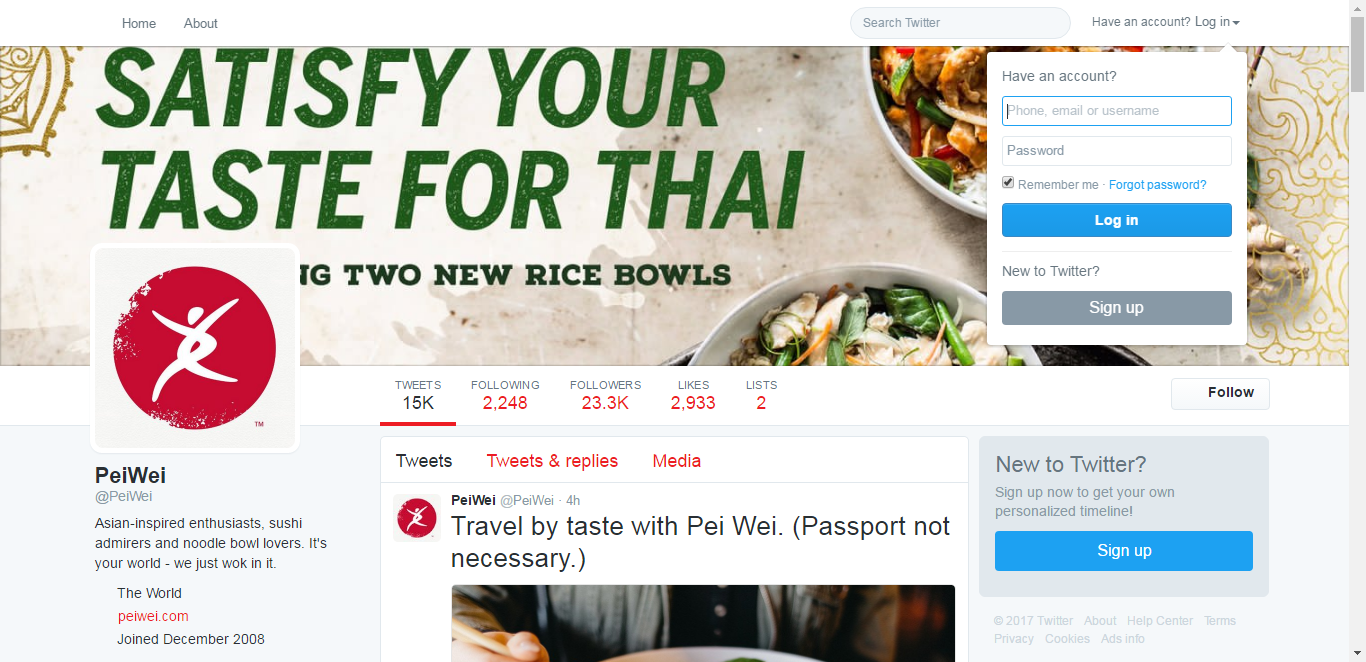 Home About Search Twitter Have an account? Log in
SATISFY YOUR
TASTE FOR THAI
TWO NEW RICE BOWLS
Have an account?
Phone, email or username
Password
Remember me · Forgot password?
Log in
New to Twitter?
Sign up
TM
TWEETS FOLLOWING FOLLOWERS LIKES LISTS
15K 2,248 23.3K 2,933 2
Follow
PeiWei
@PeiWei
Asian-inspired enthusiasts, sushi
admirers and noodle bowl lovers. It's
your world - we just wok in it.
The World
peiwei.com
Joined December 2008
Tweets Tweets & replies Media
PeiWei @PeiWei · 4h
Travel by taste with Pei Wei. (Passport not
necessary.)
New to Twitter?
Sign up now to get your own
personalized timeline!
Sign up
© 2017 Twitter About Help Center Terms
Privacy Cookies Ads info